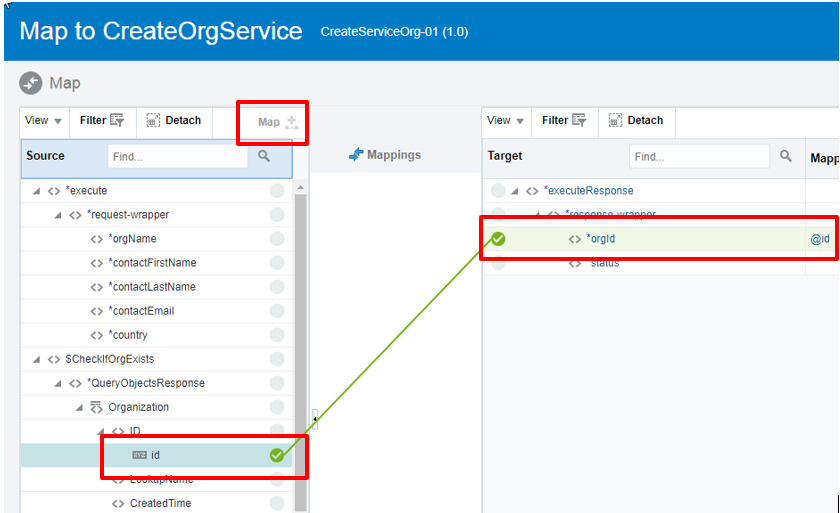 Map to CreateOrgService CreateServiceOrg-01 (1.0)
Map
View Filter Detach Map
Source Find...
*execute
*request-wrapper
*orgName
*contactFirstName
*contactLastName
*contactEmail
*country
$CheckIfOrgExists
*QueryObjectsResponse
Organization
ID
XYZ id
LookupName
CreatedTime
Mappings
View Filter Detach
Target Find... Mapp
*executeResponse
*response-wrapper
*orgId @id
status